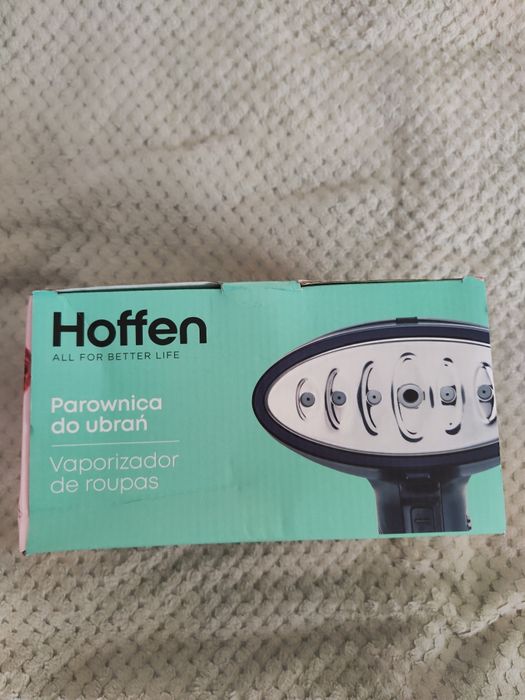 Hoffen
ALL FOR BETTER LIFE
Parownica
do ubrań
Vaporizador
de roupas